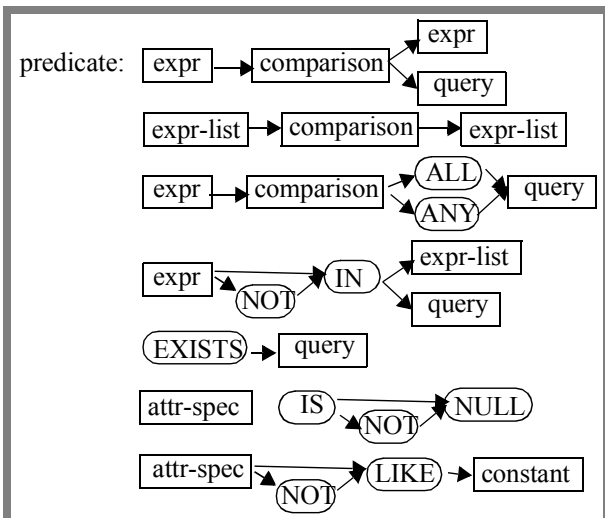 expr
predicate: expr comparison
query
expr-list comparison expr-list
ALL
expr comparison query
ANY
expr-list
expr IN
NOT query
EXISTS query
attr-spec IS NULL
NOT
attr-spec LIKE constant
NOT